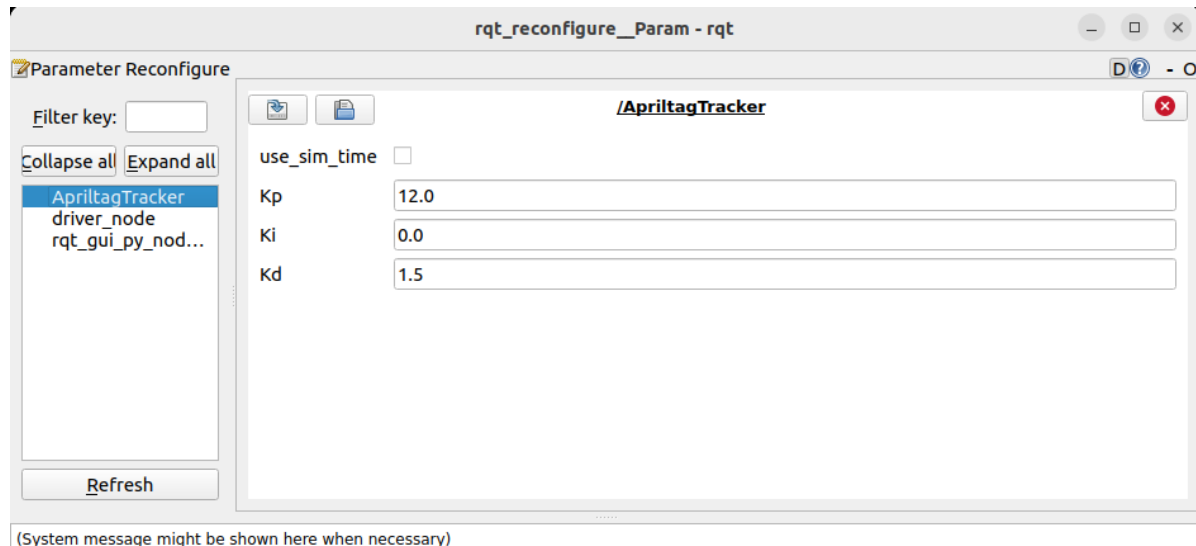 rqt_reconfigure__Param - rqt
Parameter Reconfigure
D - O
Filter key:
Collapse all Expand all
AprilTagTracker
driver_node
rqt_gui_py_nod...
Refresh
/ApriltagTracker
use_sim_time
Kp 12.0
Ki 0.0
Kd 1.5
(System message might be shown here when necessary)